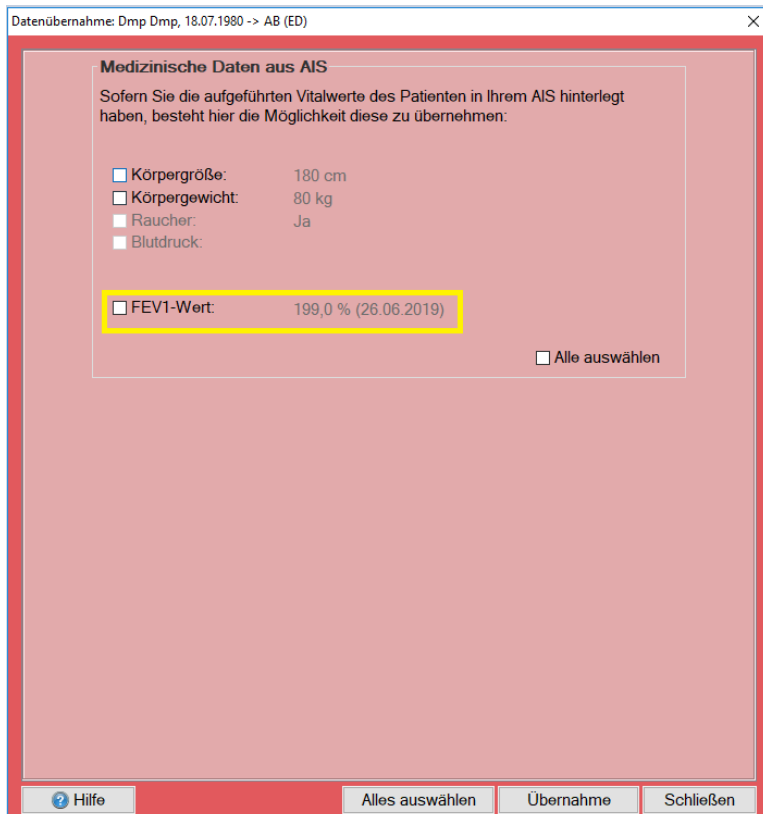 Datenübernahme: Dmp Dmp, 18.07.1980 -> AB (ED)
Medizinische Daten aus AIS
Sofern Sie die aufgeführten Vitalwerte des Patienten in Ihrem AIS hinterlegt
haben, besteht hier die Möglichkeit diese zu übernehmen:
Körpergröße: 180 cm
Körpergewicht: 80 kg
Raucher: Ja
Blutdruck:
FEV1-Wert: 199,0 % (26.06.2019)
Alle auswählen
Hilfe Alles auswählen Übernahme Schließen